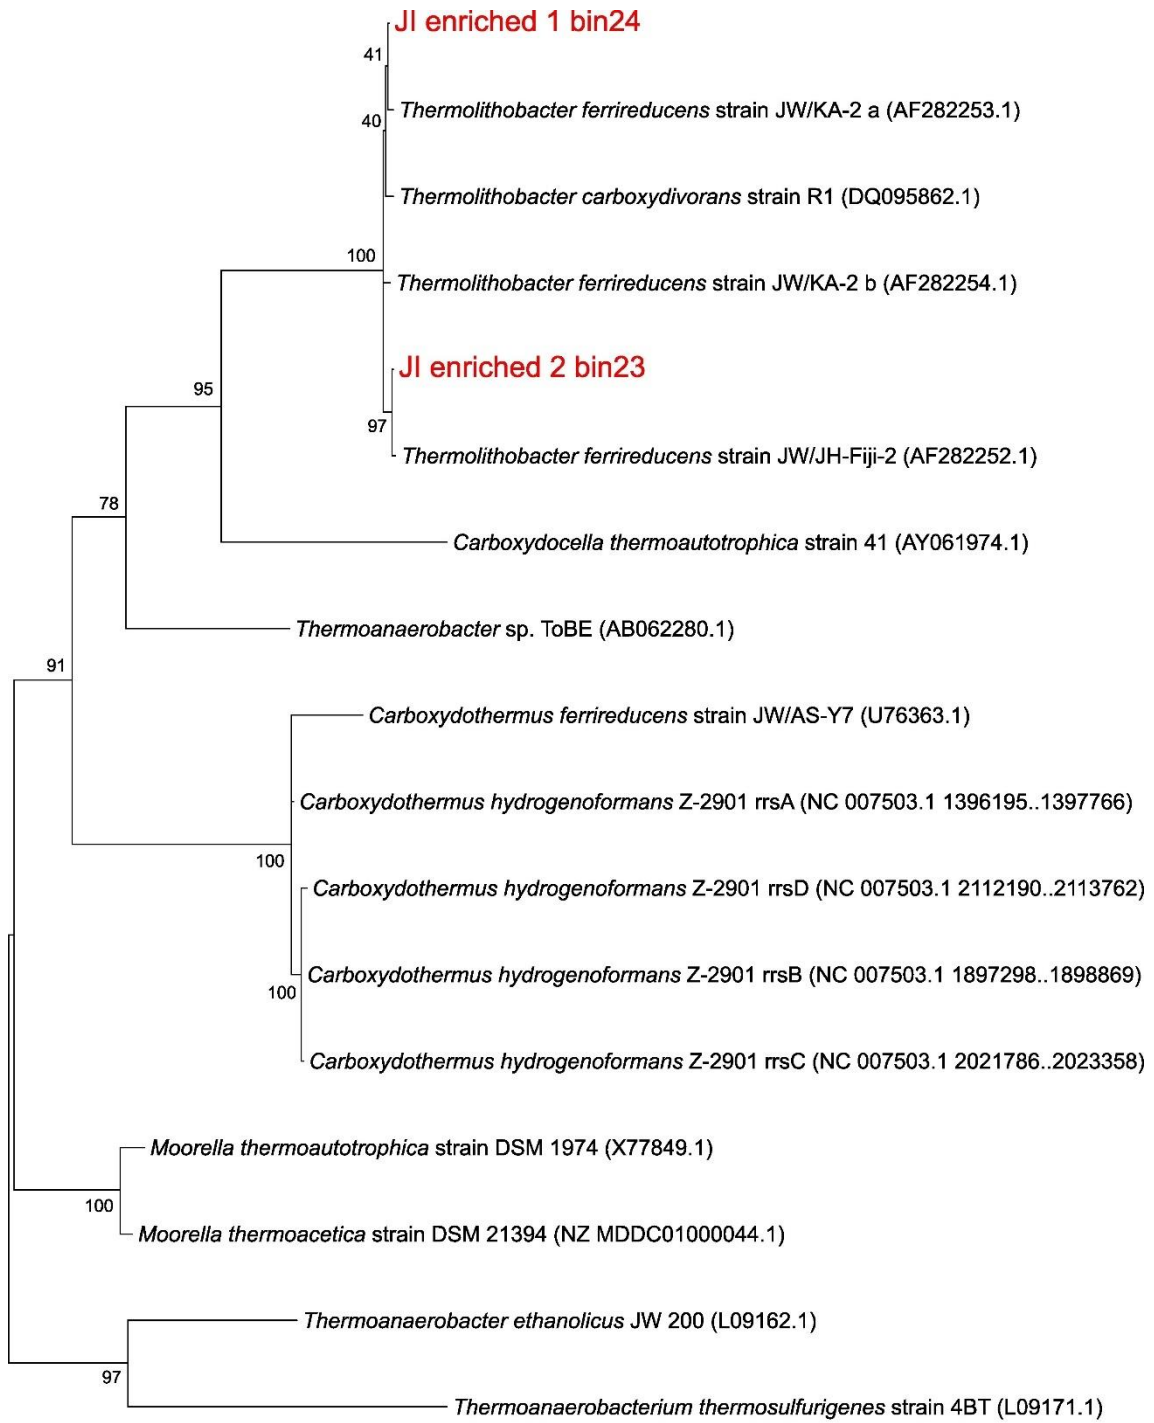 JI enriched 1 bin24
41
Thermolithobacter ferrireducens strain JW/KA-2 a (AF282253.1)
40
Thermolithobacter carboxydivorans strain R1 (DQ095862.1)
100
Thermolithobacter ferrireducens strain JW/KA-2 b (AF282254.1)
JI enriched 2 bin23
95
97
Thermolithobacter ferrireducens strain JW/JH-Fiji-2 (AF282252.1)
78
Carboxydocella thermoautotrophica strain 41 (AY061974.1)
Thermoanaerobacter sp. ToBE (AB062280.1)
91
Carboxydothermus ferrireducens strain JW/AS-Y7 (U76363.1)
Carboxydothermus hydrogenoformans Z-2901 rrsA (NC 007503.1 1396195..1397766)
100
Carboxydothermus hydrogenoformans Z-2901 rrsD (NC 007503.1 2112190..2113762)
Carboxydothermus hydrogenoformans Z-2901 rrsB (NC 007503.1 1897298..1898869)
100
Carboxydothermus hydrogenoformans Z-2901 rrsC (NC 007503.1 2021786..2023358)
Moorella thermoautotrophica strain DSM 1974 (X77849.1)
100
Moorella thermoacetica strain DSM 21394 (NZ MDDC01000044.1)
Thermoanaerobacter ethanolicus JW 200 (L09162.1)
97
Thermoanaerobacterium thermosulfurigenes strain 4BT (L09171.1)